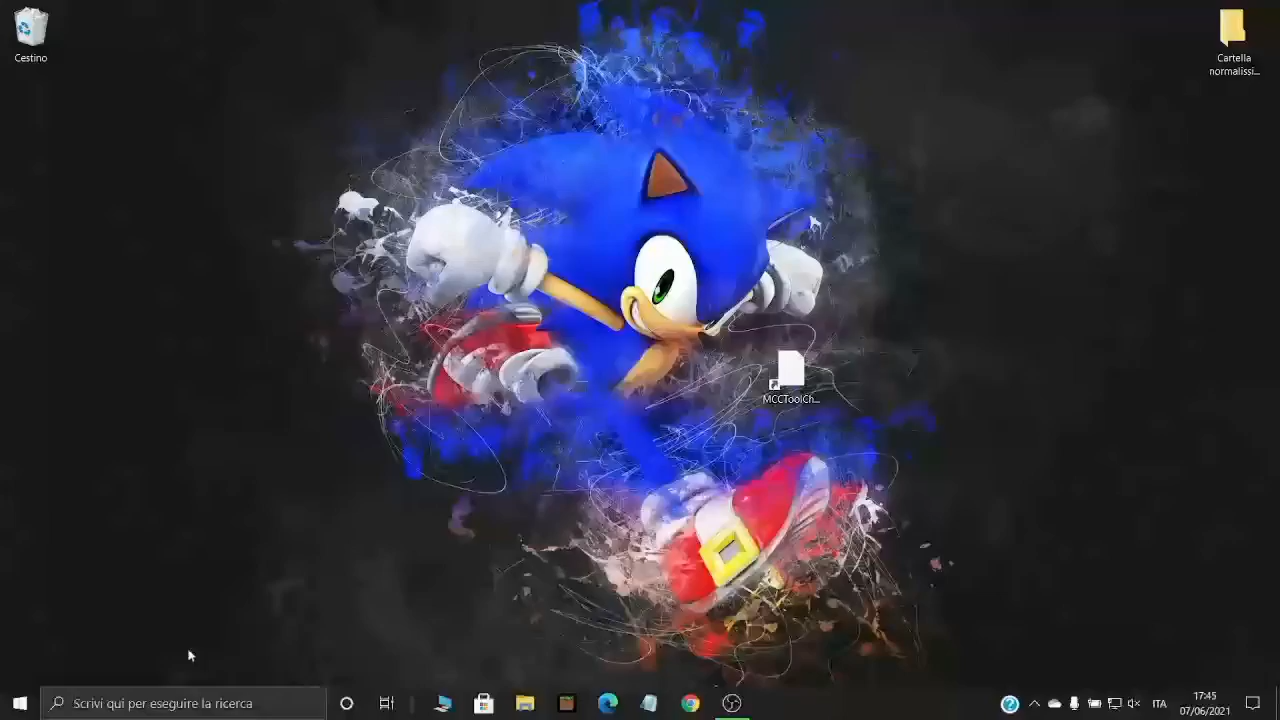 Cestino
Cartella
normalissi...
MCCToolCh...
Scrivi qui per eseguire la ricerca
ITA
17:45
07/06/2021